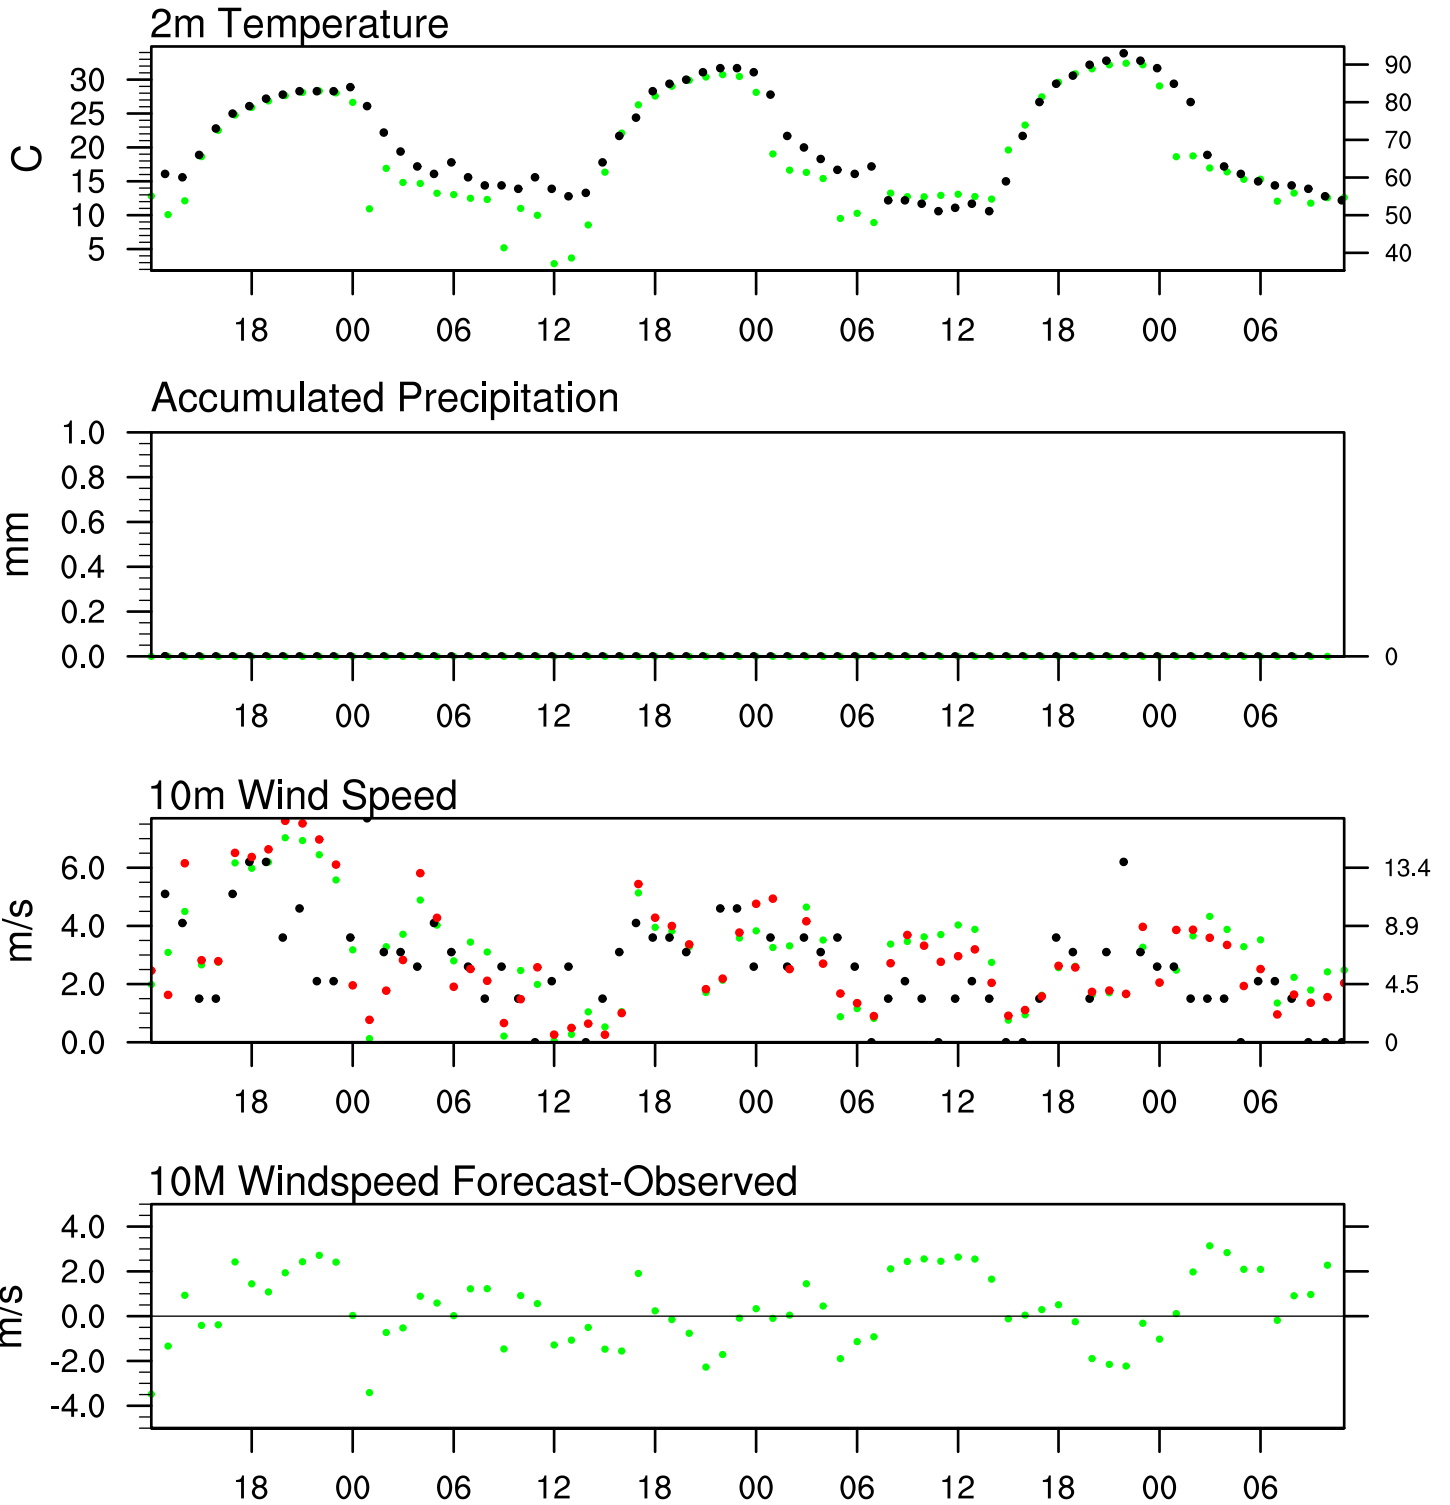 2m Temperature
30
25
20
15
10
5
C
90
80
70
60
50
40
18 00 06 12 18 00 06 12 18 00 06
Accumulated Precipitation
1.0
0.8
0.6
0.4
0.2
0.0
mm
0
18 00 06 12 18 00 06 12 18 00 06
10m Wind Speed
6.0
4.0
2.0
0.0
m/s
13.4
8.9
4.5
0
18 00 06 12 18 00 06 12 18 00 06
10M Windspeed Forecast-Observed
4.0
2.0
0.0
-2.0
-4.0
m/s
18 00 06 12 18 00 06 12 18 00 06